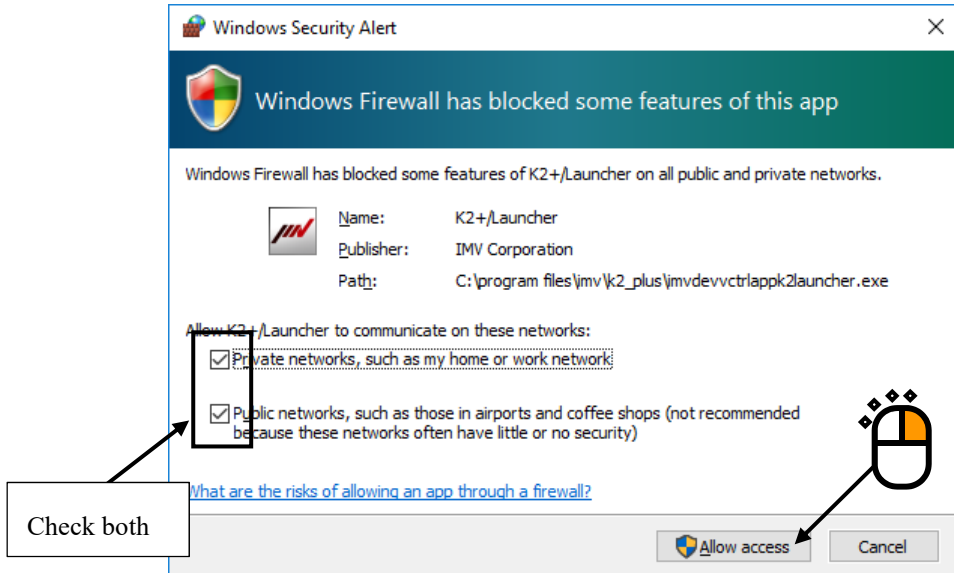 Windows Security Alert
Windows Firewall has blocked some features of this app
Windows Firewall has blocked some features of K2+/Launcher on all public and private networks.
Name: K2+/Launcher
Publisher: IMV Corporation
Path: C:\program files\imv\k2_plus\imvdevvctrlappk2launcher.exe
Allow K2+/Launcher to communicate on these networks:
Private networks, such as my home or work network
Public networks, such as those in airports and coffee shops (not recommended
because these networks often have little or no security)
What are the risks of allowing an app through a firewall?
Check both
Allow access Cancel